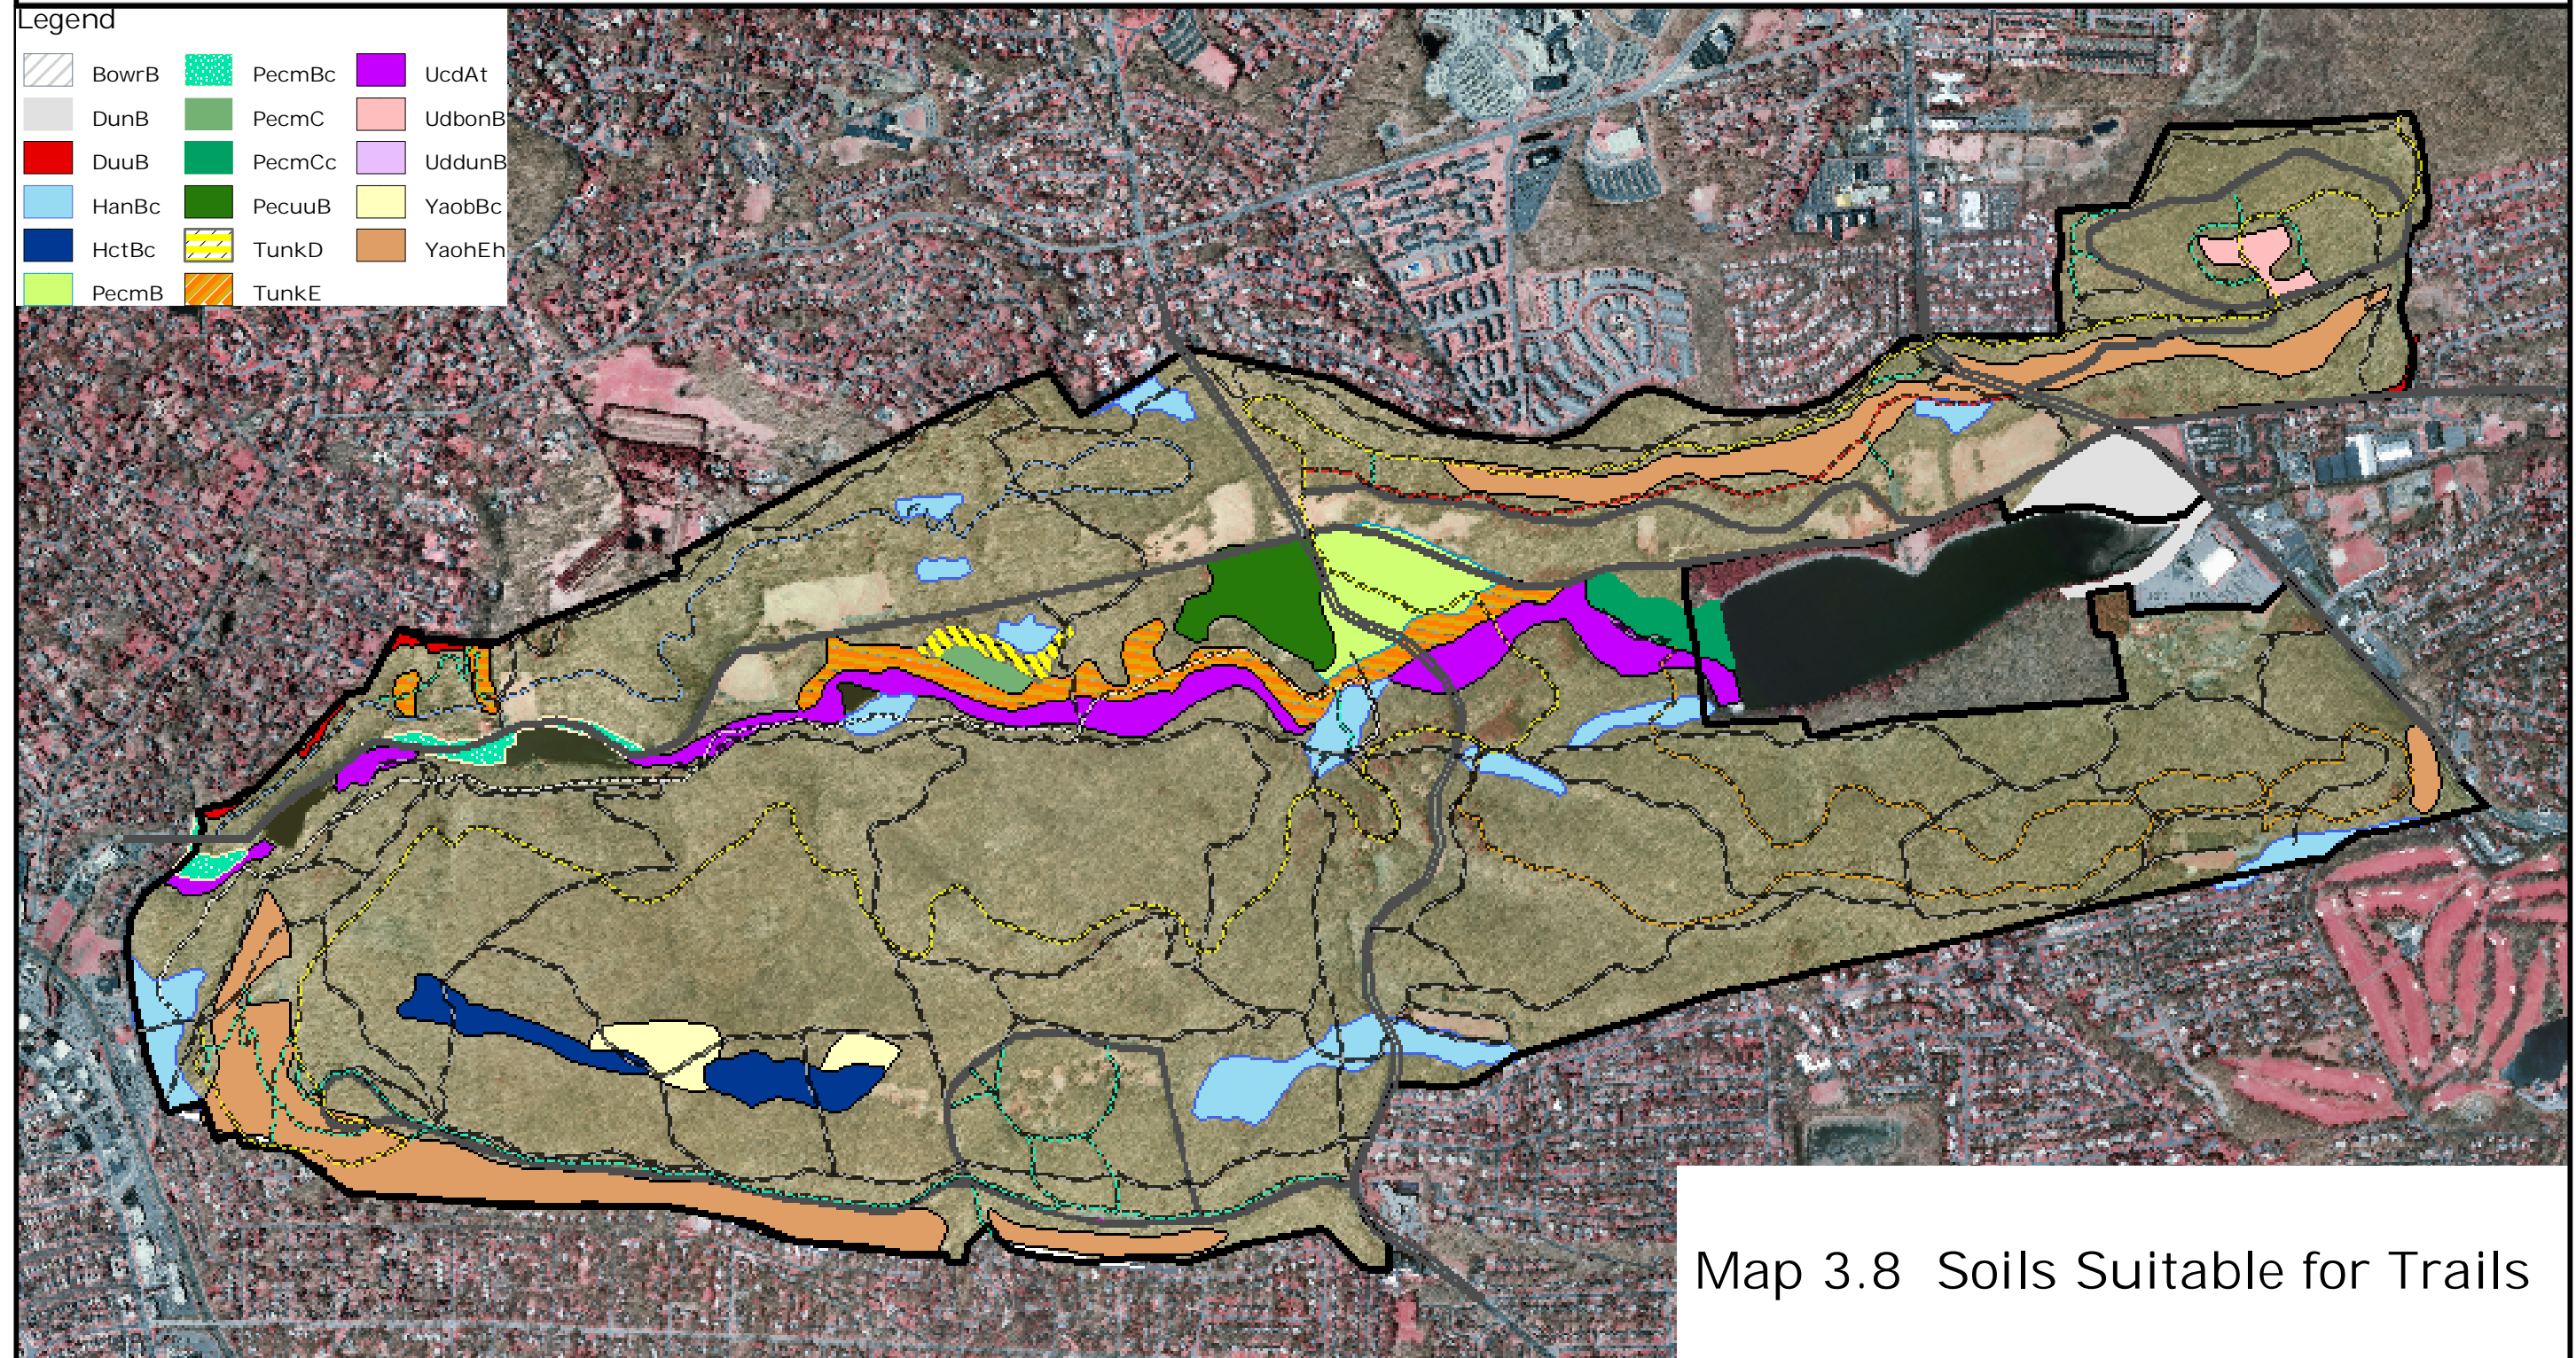 Legend
BowrB PecmBc UcdAt
DunB PecmC UdbonB
DuuB PecmCc UddunB
HanBc PecuuB YaobBc
HctBc TunkD YaohEh
PecmB TunkE
Map 3.8 Soils Suitable for Trails